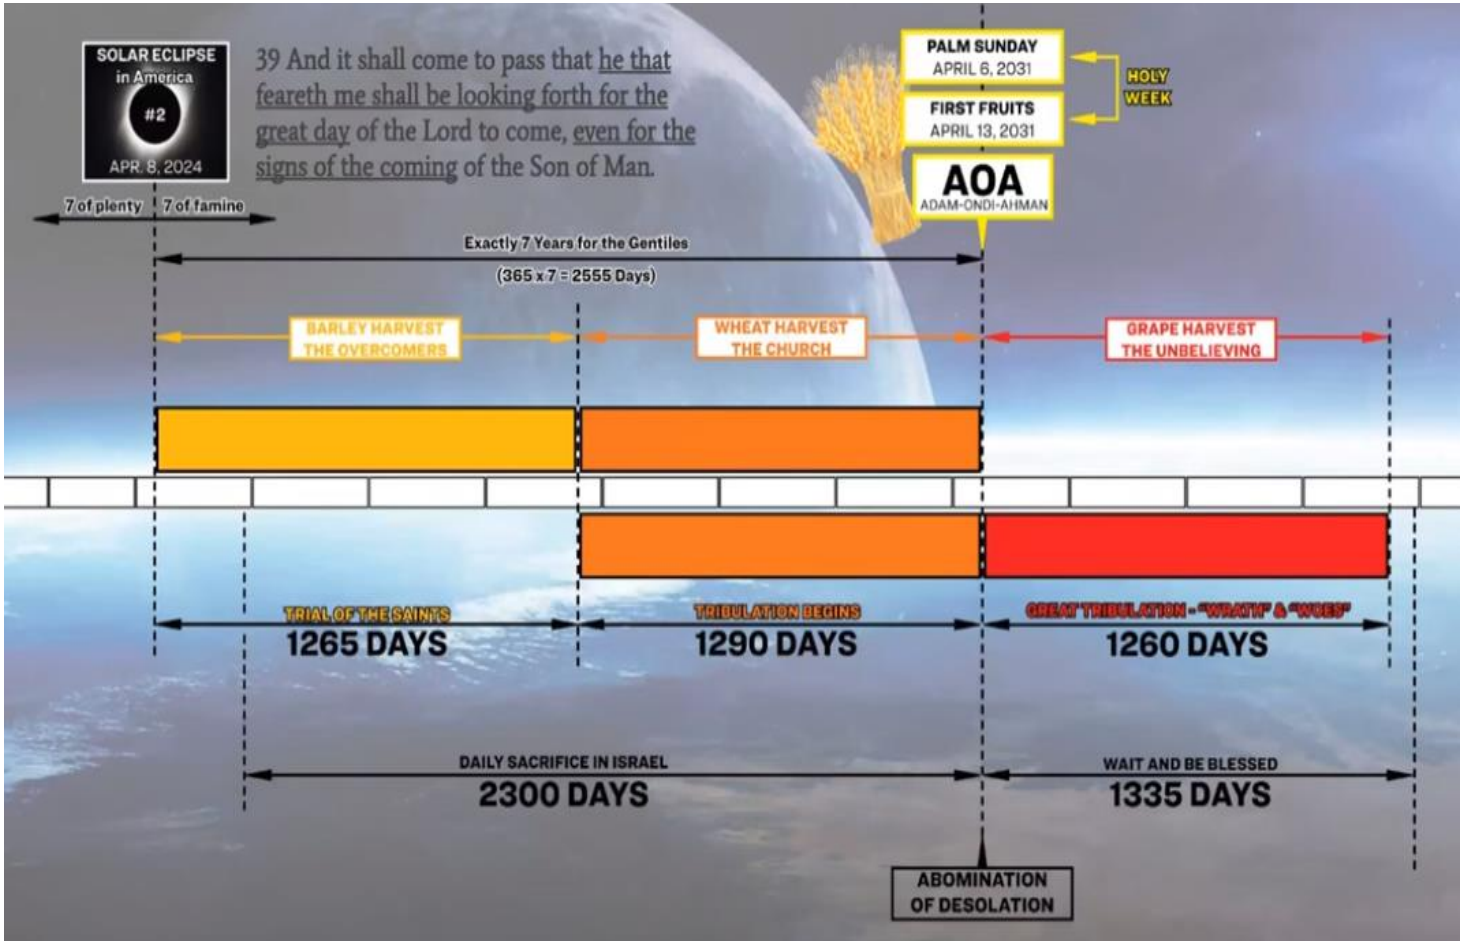 SOLAR ECLIPSE
in America
#2
APR. 8, 2024
7 of plenty
7 of famine
39 And it shall come to pass that he that
feareth me shall be looking forth for the
great day of the Lord to come, even for the
signs of the coming of the Son of Man.
PALM SUNDAY
APRIL 6, 2031
FIRST FRUITS
APRIL 13, 2031
HOLY
WEEK
AOA
ADAM-ONDI-AHMAN
Exactly 7 Years for the Gentiles
(365 x 7 = 2555 Days)
BARLEY HARVEST
THE OVERCOMERS
WHEAT HARVEST
THE CHURCH
GRAPE HARVEST
THE UNBELIEVING
TRIAL OF THE SAINTS
1265 DAYS
TRIBULATION BEGINS
1290 DAYS
GREAT TRIBULATION - "WRATH" & "WOES"
1260 DAYS
DAILY SACRIFICE IN ISRAEL
2300 DAYS
WAIT AND BE BLESSED
1335 DAYS
ABOMINATION
OF DESOLATION